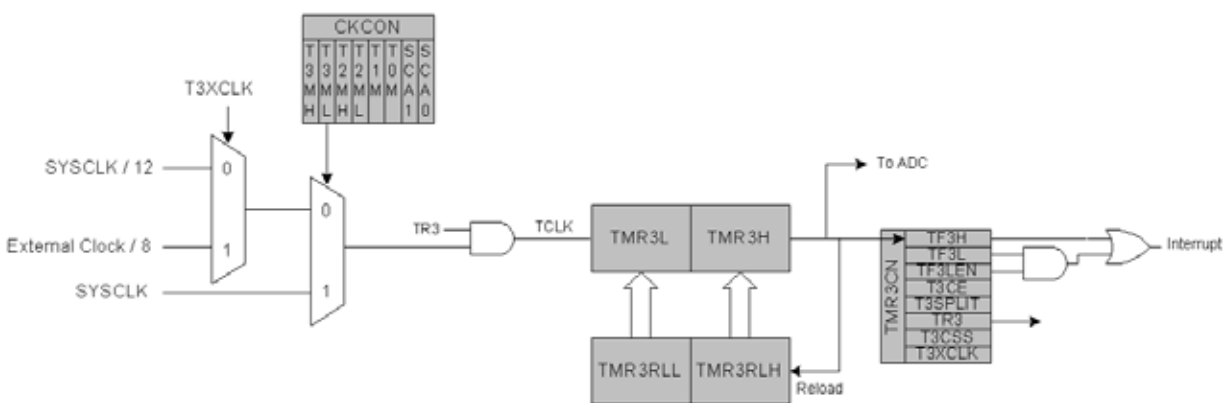 CKCON
T3MH
T3ML
T2MH
T2ML
T1M
T0M
SCA1
SCA0
T3XCLK
SYSCLK / 12
0
External Clock / 8
1
SYSCLK
0
1
TR3
TCLK
TMR3L
TMR3H
To ADC
TMR3RLL
TMR3RLH
Reload
TMR3CN
TF3H
TF3L
TF3LEN
T3CE
T3SPLIT
TR3
T3CSS
T3XCLK
Interrupt